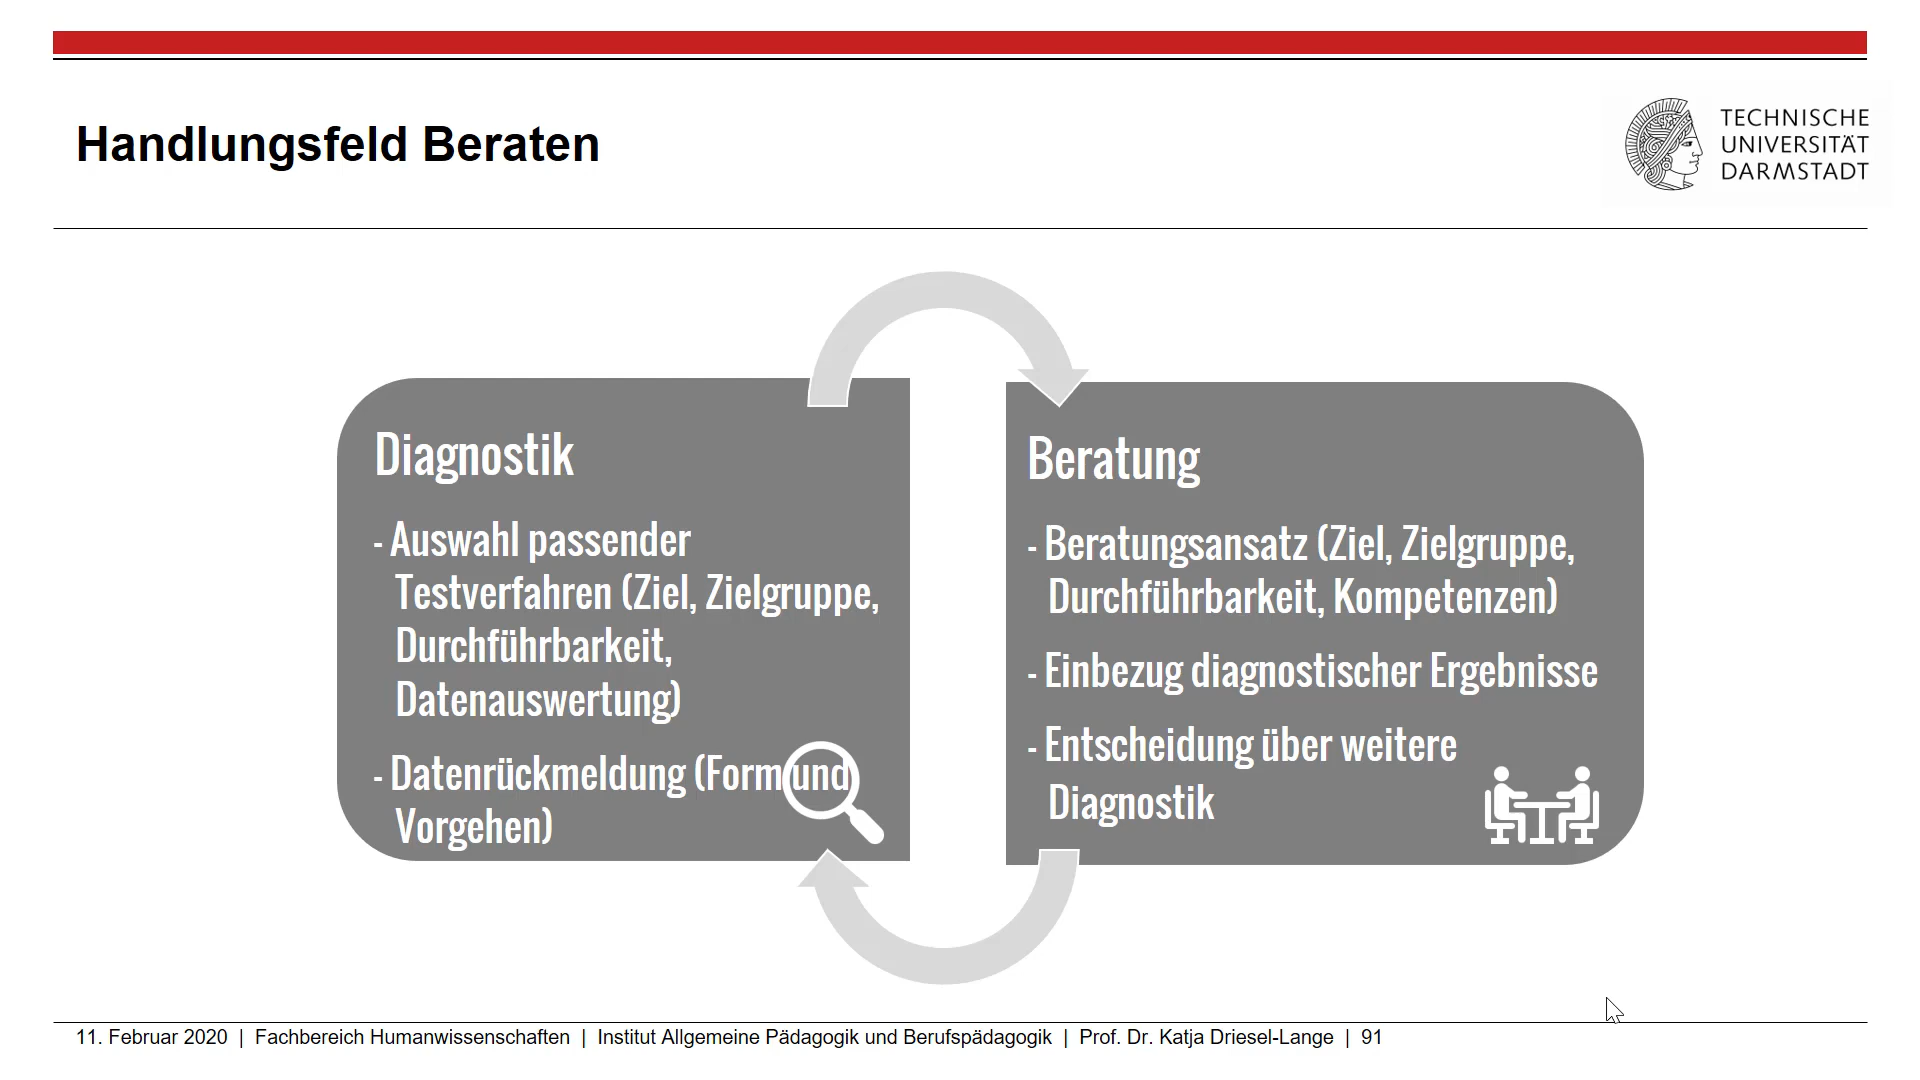 Handlungsfeld Beraten
TECHNISCHE
UNIVERSITÄT
DARMSTADT
Diagnostik
- Auswahl passender
Testverfahren (Ziel, Zielgruppe,
Durchführbarkeit,
Datenauswertung)
- Datenrückmeldung (Form und
Vorgehen)
Beratung
- Beratungsansatz (Ziel, Zielgruppe,
Durchführbarkeit, Kompetenzen)
- Einbezug diagnostischer Ergebnisse
- Entscheidung über weitere
Diagnostik
11. Februar 2020 | Fachbereich Humanwissenschaften | Institut Allgemeine Pädagogik und Berufspädagogik | Prof. Dr. Katja Driesel-Lange | 91